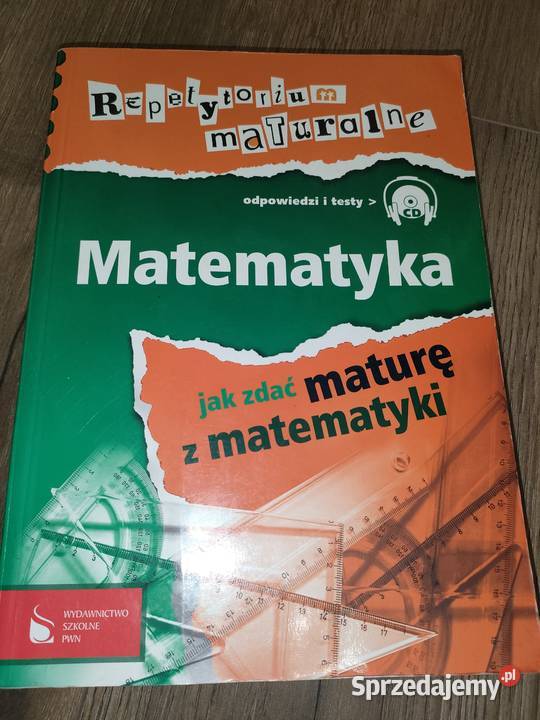 Repetytorium
maturalne
odpowiedzi i testy >
CD
Matematyka
jak zdać maturę
z matematyki
WYDAWNICTWO
SZKOLNE
PWN
Sprzedajemy.pl